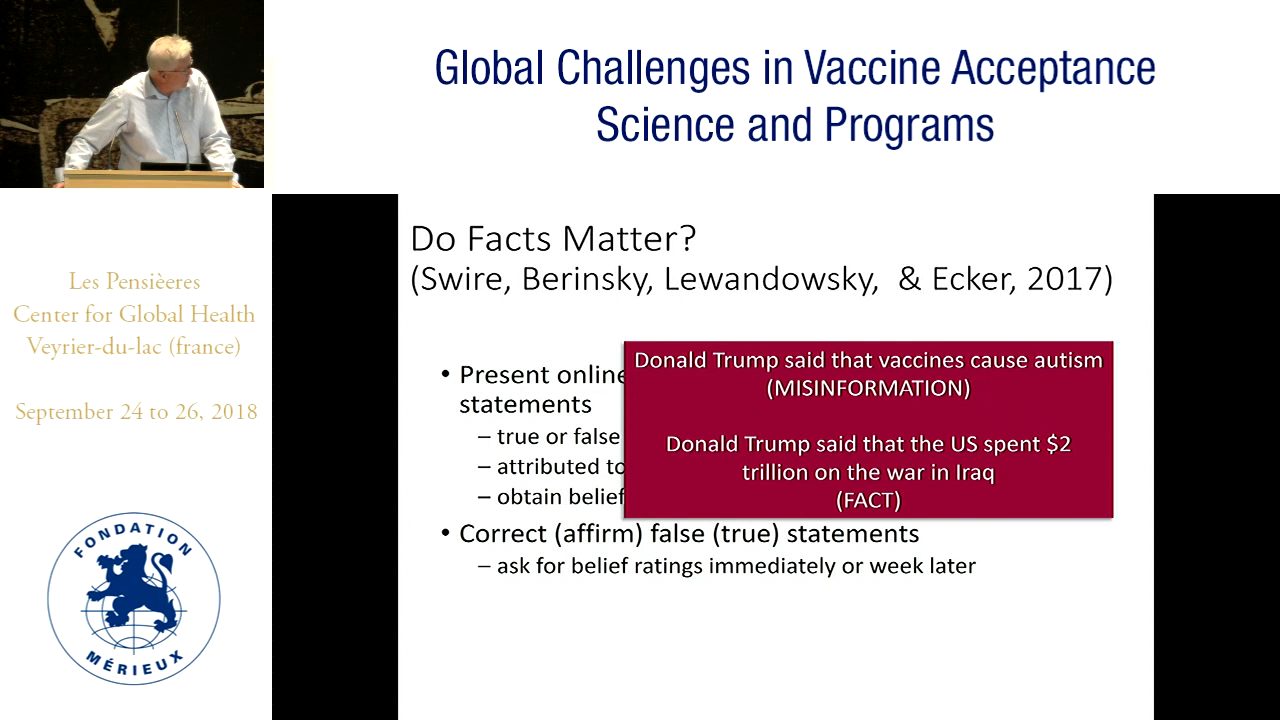 Global Challenges in Vaccine Acceptance
Science and Programs
Les Pensièeres
Center for Global Health
Veyrier-du-lac (france)
September 24 to 26, 2018
FONDATION
MÉRIEUX
Do Facts Matter?
(Swire, Berinsky, Lewandowsky, & Ecker, 2017)
• Present online
statements
– true or false
– attributed to
– obtain belief
Donald Trump said that vaccines cause autism
(MISINFORMATION)
Donald Trump said that the US spent $2
trillion on the war in Iraq
(FACT)
• Correct (affirm) false (true) statements
– ask for belief ratings immediately or week later